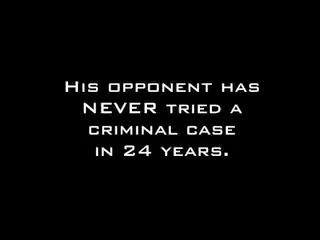 His opponent has
NEVER tried a
criminal case
in 24 years.